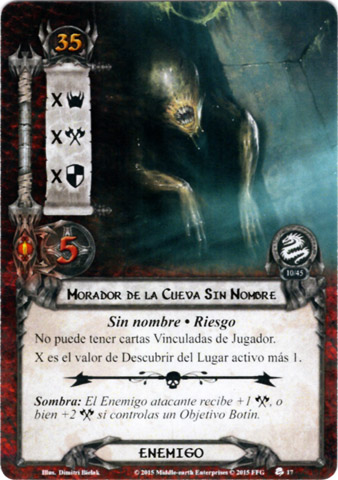 35
X
X
X
5
10/45
Morador de la Cueva Sin Nombre
Sin nombre • Riesgo
No puede tener cartas Vinculadas de Jugador.
X es el valor de Descubrir del Lugar activo más 1.
Sombra: El Enemigo atacante recibe +1, o
bien +2 si controlas un Objetivo Botín.
ENEMIGO
Illus. Dimitri Bielak
© 2015 Middle-earth Enterprises © 2015 FFG
17